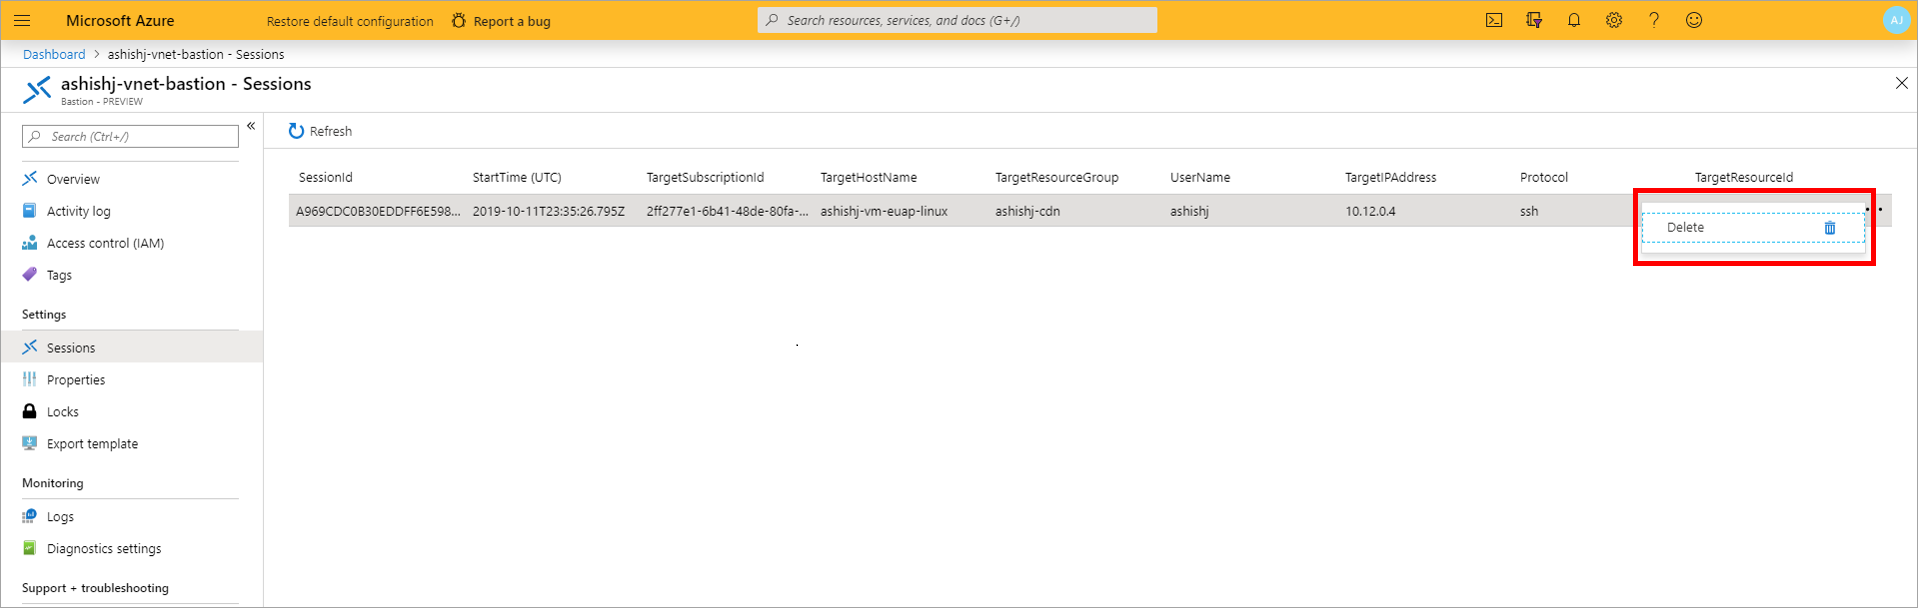 Microsoft Azure
Restore default configuration
Report a bug
Search resources, services, and docs (G+/)
AJ
Dashboard > ashishj-vnet-bastion - Sessions
ashishj-vnet-bastion - Sessions
Bastion - PREVIEW
Search (Ctrl+/)
«
Overview
Activity log
Access control (IAM)
Tags
Settings
Sessions
Properties
Locks
Export template
Monitoring
Logs
Diagnostics settings
Support + troubleshooting
Refresh
SessionId StartTime (UTC) TargetSubscriptionId TargetHostName TargetResourceGroup UserName TargetIPAddress Protocol TargetResourceId
A969CDC0B30EDDFF6E598... 2019-10-11T23:35:26.795Z 2ff277e1-6b41-48de-80fa-... ashishj-vm-euap-linux ashishj-cdn ashishj 10.12.0.4 ssh
Delete